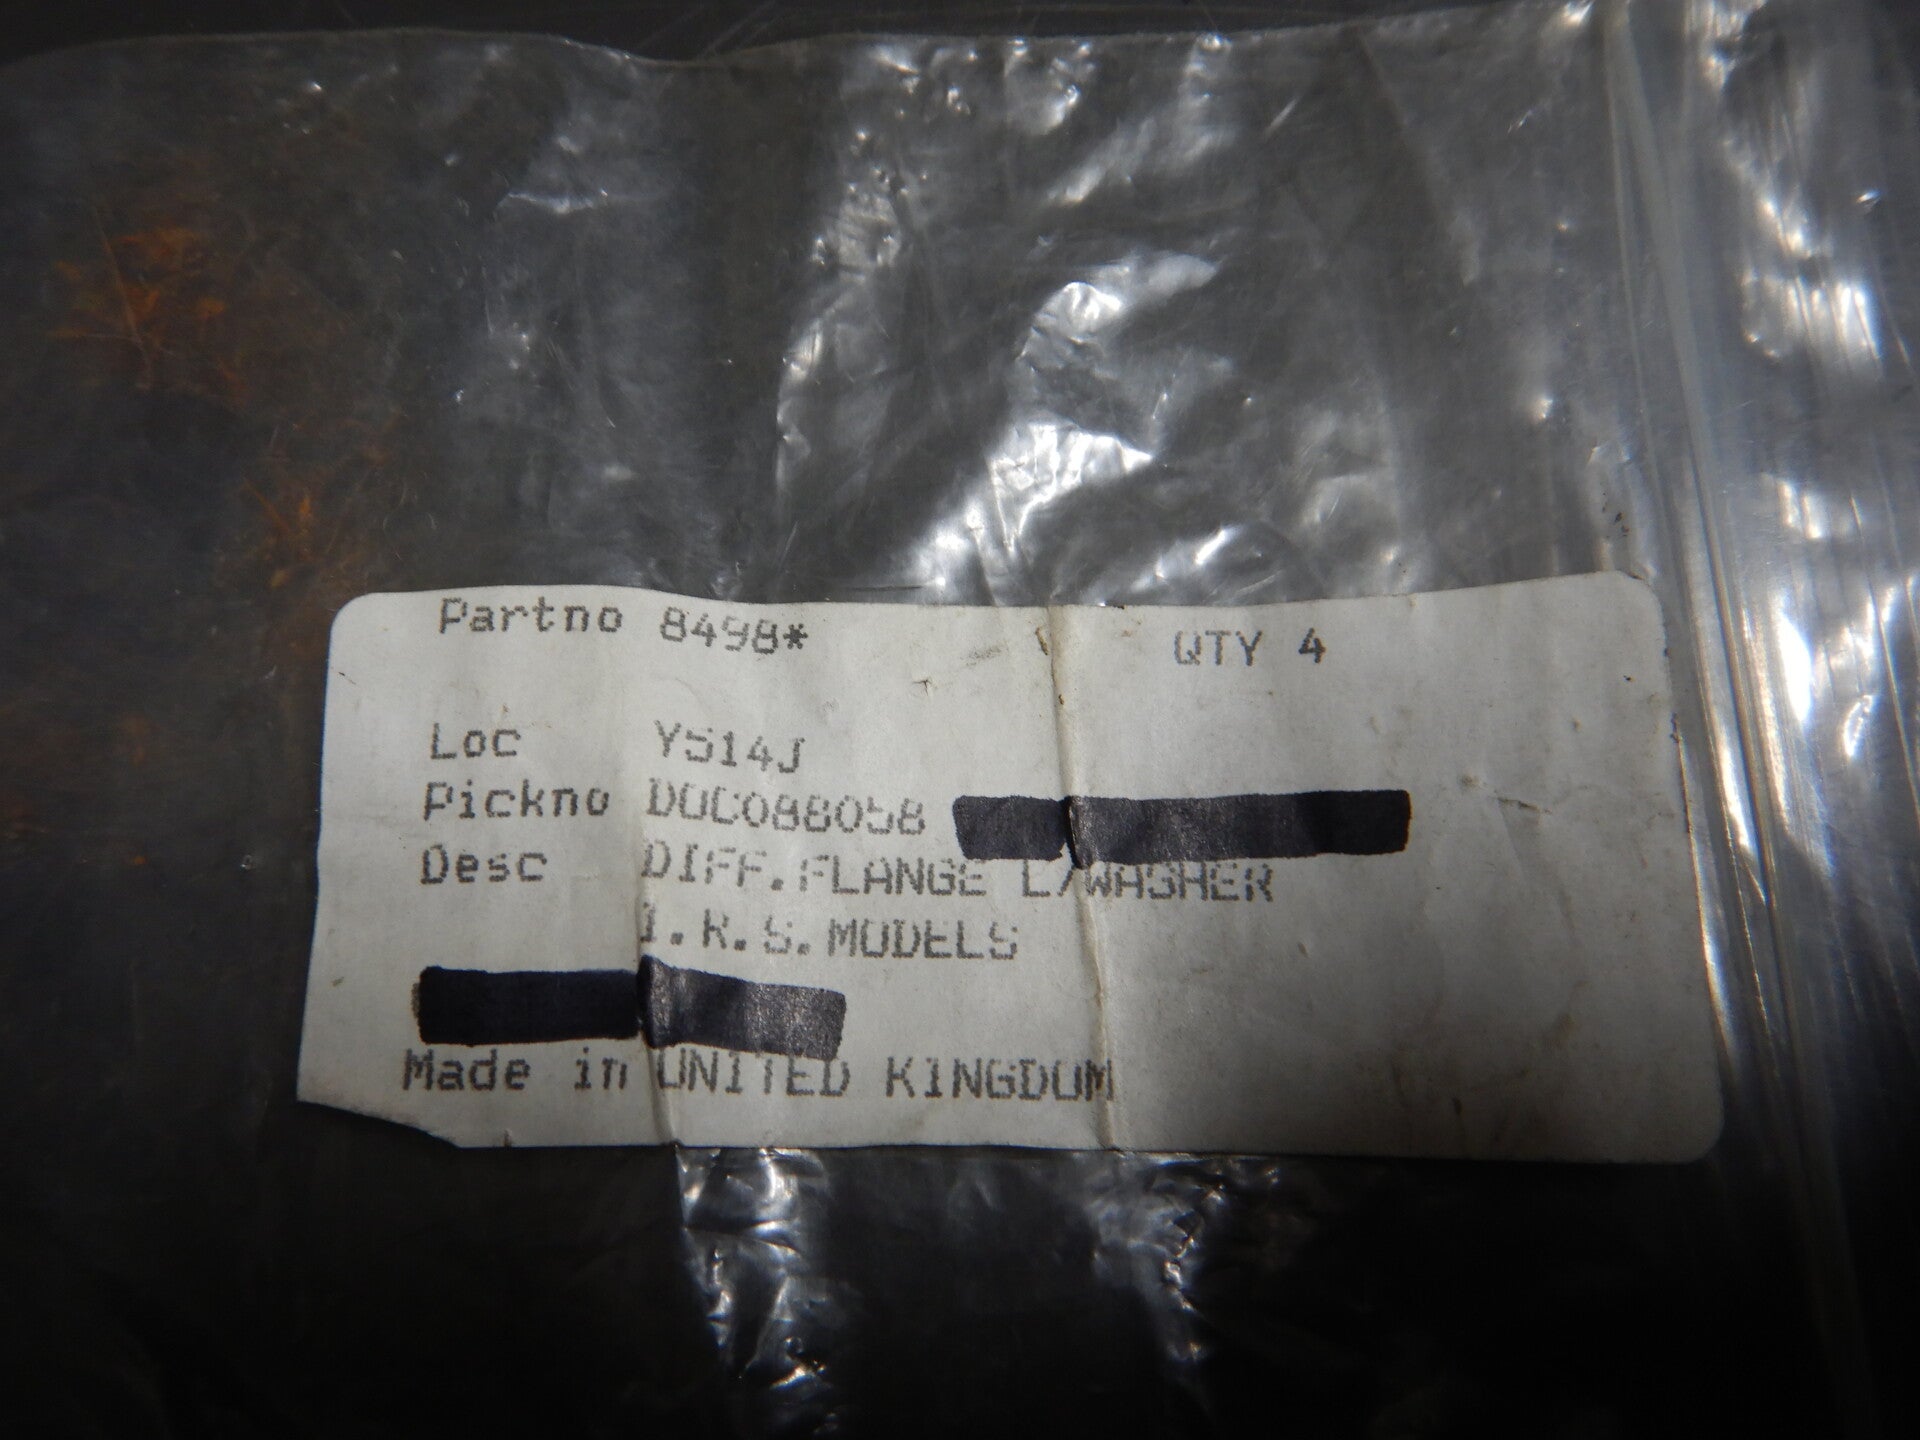 Partno 8498* QTY 4
Loc Y514J
Pickno DOC088058
Desc DIFF.FLANGE L/WASHER
I.R.S.MODELS
Made in UNITED KINGDOM